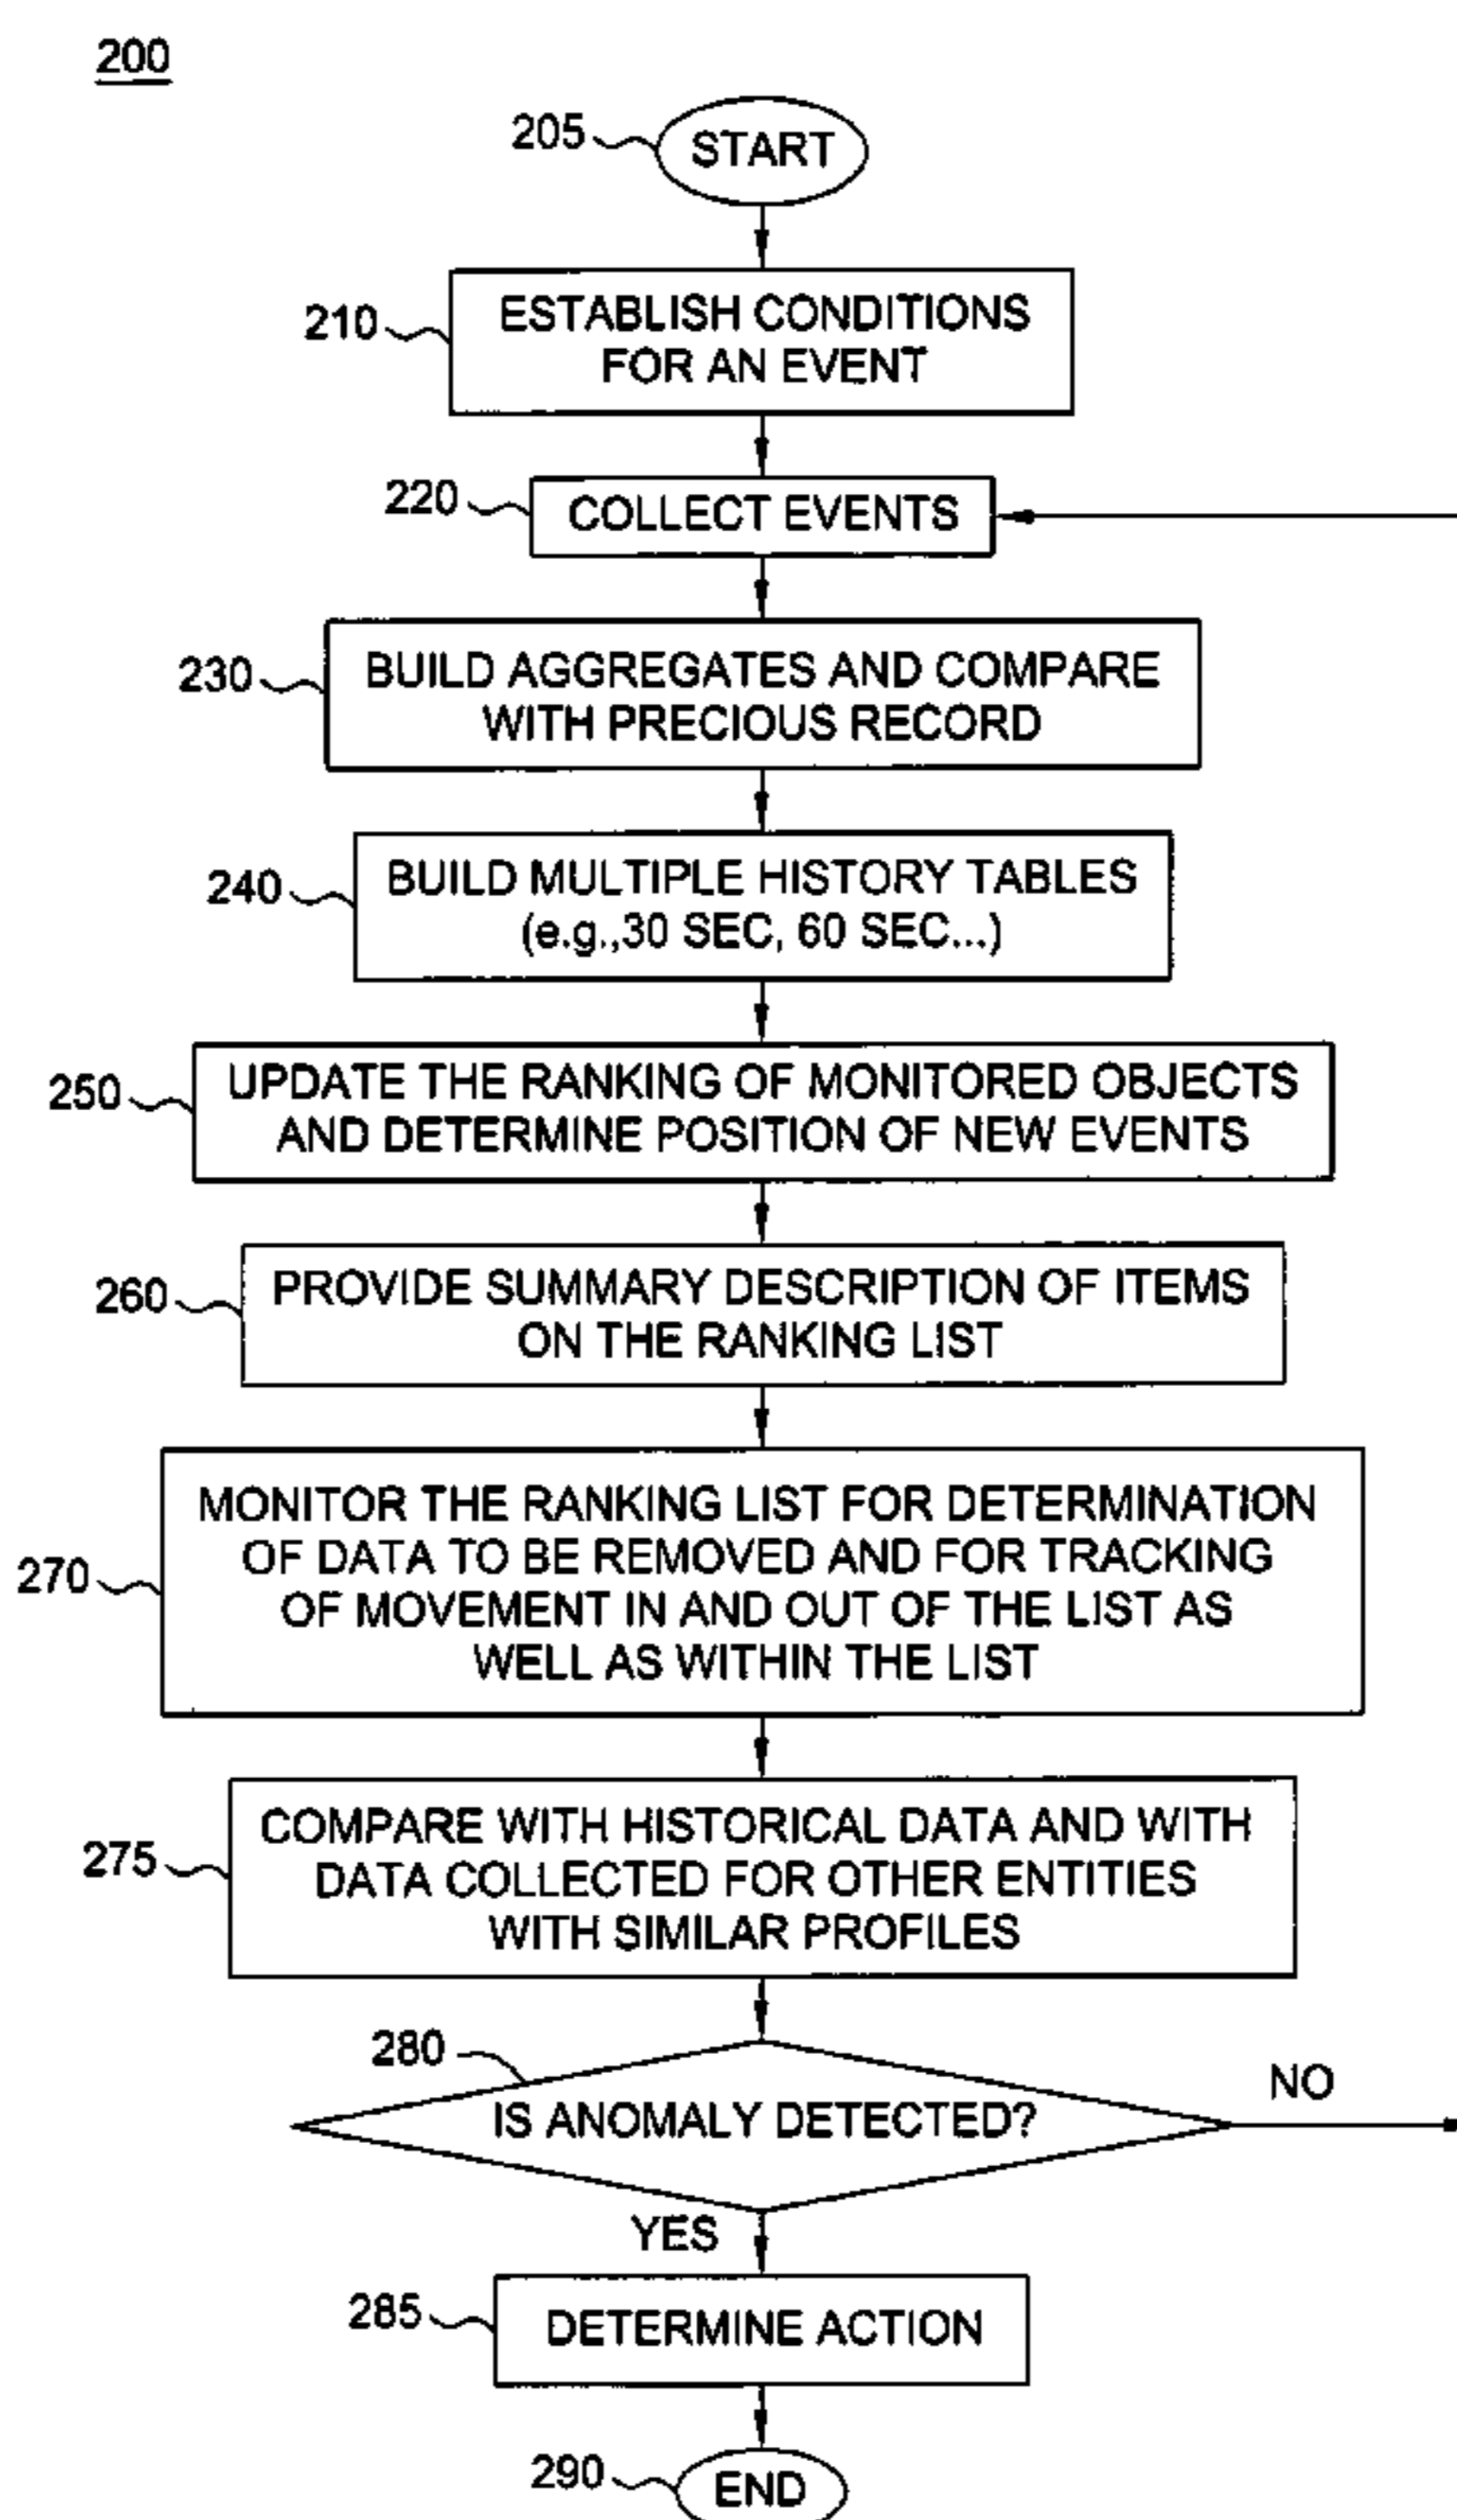 200
205
START
210
ESTABLISH CONDITIONS
FOR AN EVENT
220
COLLECT EVENTS
230
BUILD AGGREGATES AND COMPARE
WITH PRECIOUS RECORD
240
BUILD MULTIPLE HISTORY TABLES
(e.g.,30 SEC, 60 SEC...)
250
UPDATE THE RANKING OF MONITORED OBJECTS
AND DETERMINE POSITION OF NEW EVENTS
260
PROVIDE SUMMARY DESCRIPTION OF ITEMS
ON THE RANKING LIST
270
MONITOR THE RANKING LIST FOR DETERMINATION
OF DATA TO BE REMOVED AND FOR TRACKING
OF MOVEMENT IN AND OUT OF THE LIST AS
WELL AS WITHIN THE LIST
275
COMPARE WITH HISTORICAL DATA AND WITH
DATA COLLECTED FOR OTHER ENTITIES
WITH SIMILAR PROFILES
280
IS ANOMALY DETECTED?
NO
YES
285
DETERMINE ACTION
290
END